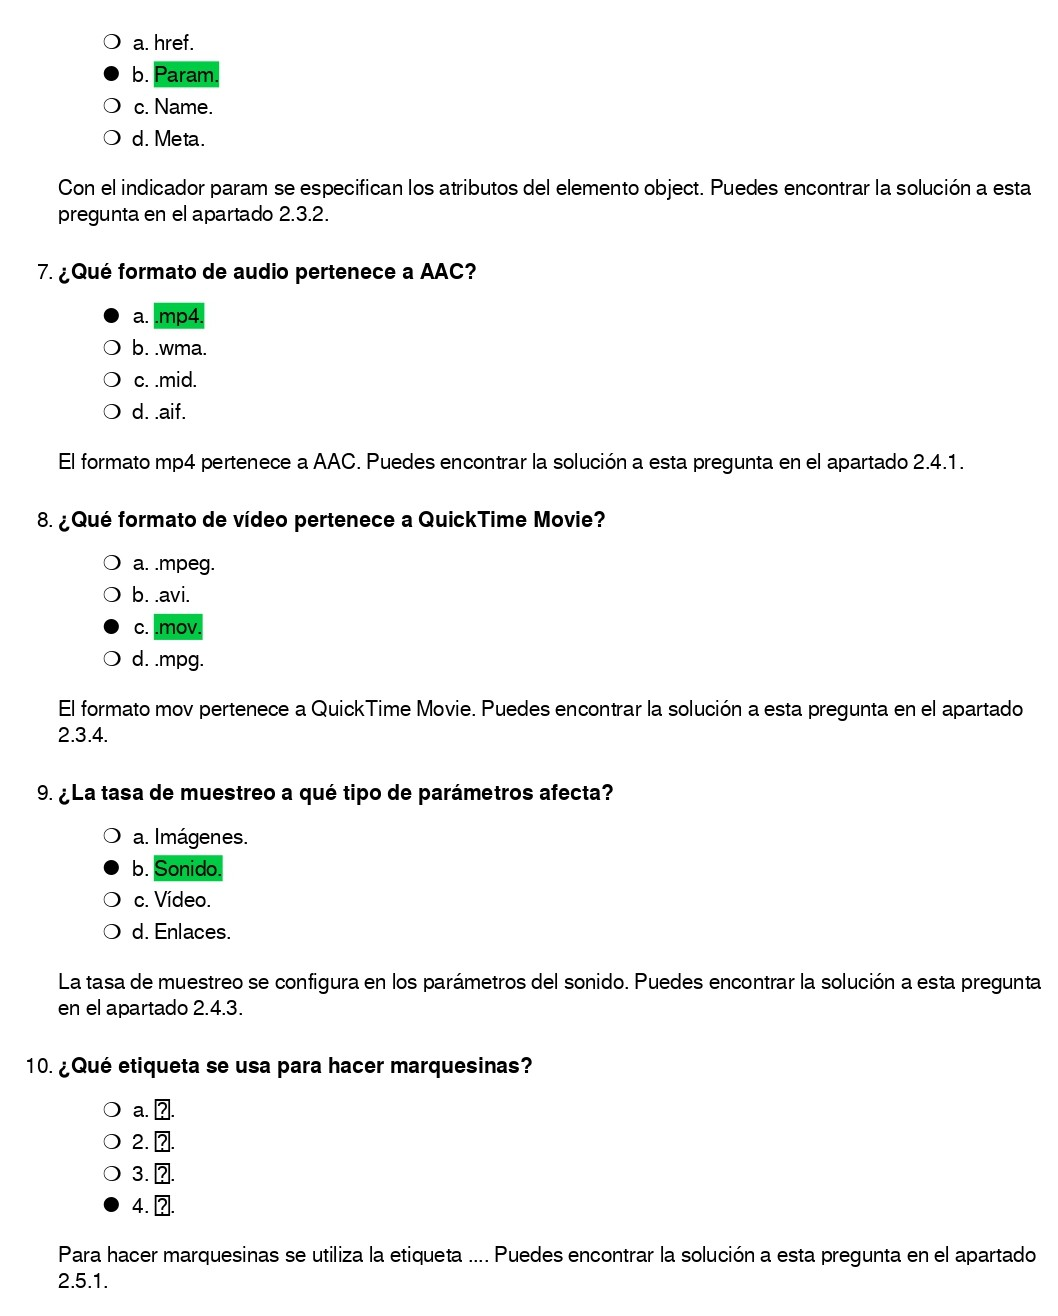 a. href.
b. Param.
c. Name.
d. Meta.
Con el indicador param se especifican los atributos del elemento object. Puedes encontrar la solución a esta
pregunta en el apartado 2.3.2.
7. ¿Qué formato de audio pertenece a AAC?
a. .mp4.
b. .wma.
c. .mid.
d. .aif.
El formato mp4 pertenece a AAC. Puedes encontrar la solución a esta pregunta en el apartado 2.4.1.
8. ¿Qué formato de vídeo pertenece a QuickTime Movie?
a. .mpeg.
b. .avi.
c. .mov.
d. .mpg.
El formato mov pertenece a QuickTime Movie. Puedes encontrar la solución a esta pregunta en el apartado
2.3.4.
9. ¿La tasa de muestreo a qué tipo de parámetros afecta?
a. Imágenes.
b. Sonido.
c. Vídeo.
d. Enlaces.
La tasa de muestreo se configura en los parámetros del sonido. Puedes encontrar la solución a esta pregunta
en el apartado 2.4.3.
10. ¿Qué etiqueta se usa para hacer marquesinas?
a. ⍰.
2. ⍰.
3. ⍰.
4. ⍰.
Para hacer marquesinas se utiliza la etiqueta .... Puedes encontrar la solución a esta pregunta en el apartado
2.5.1.